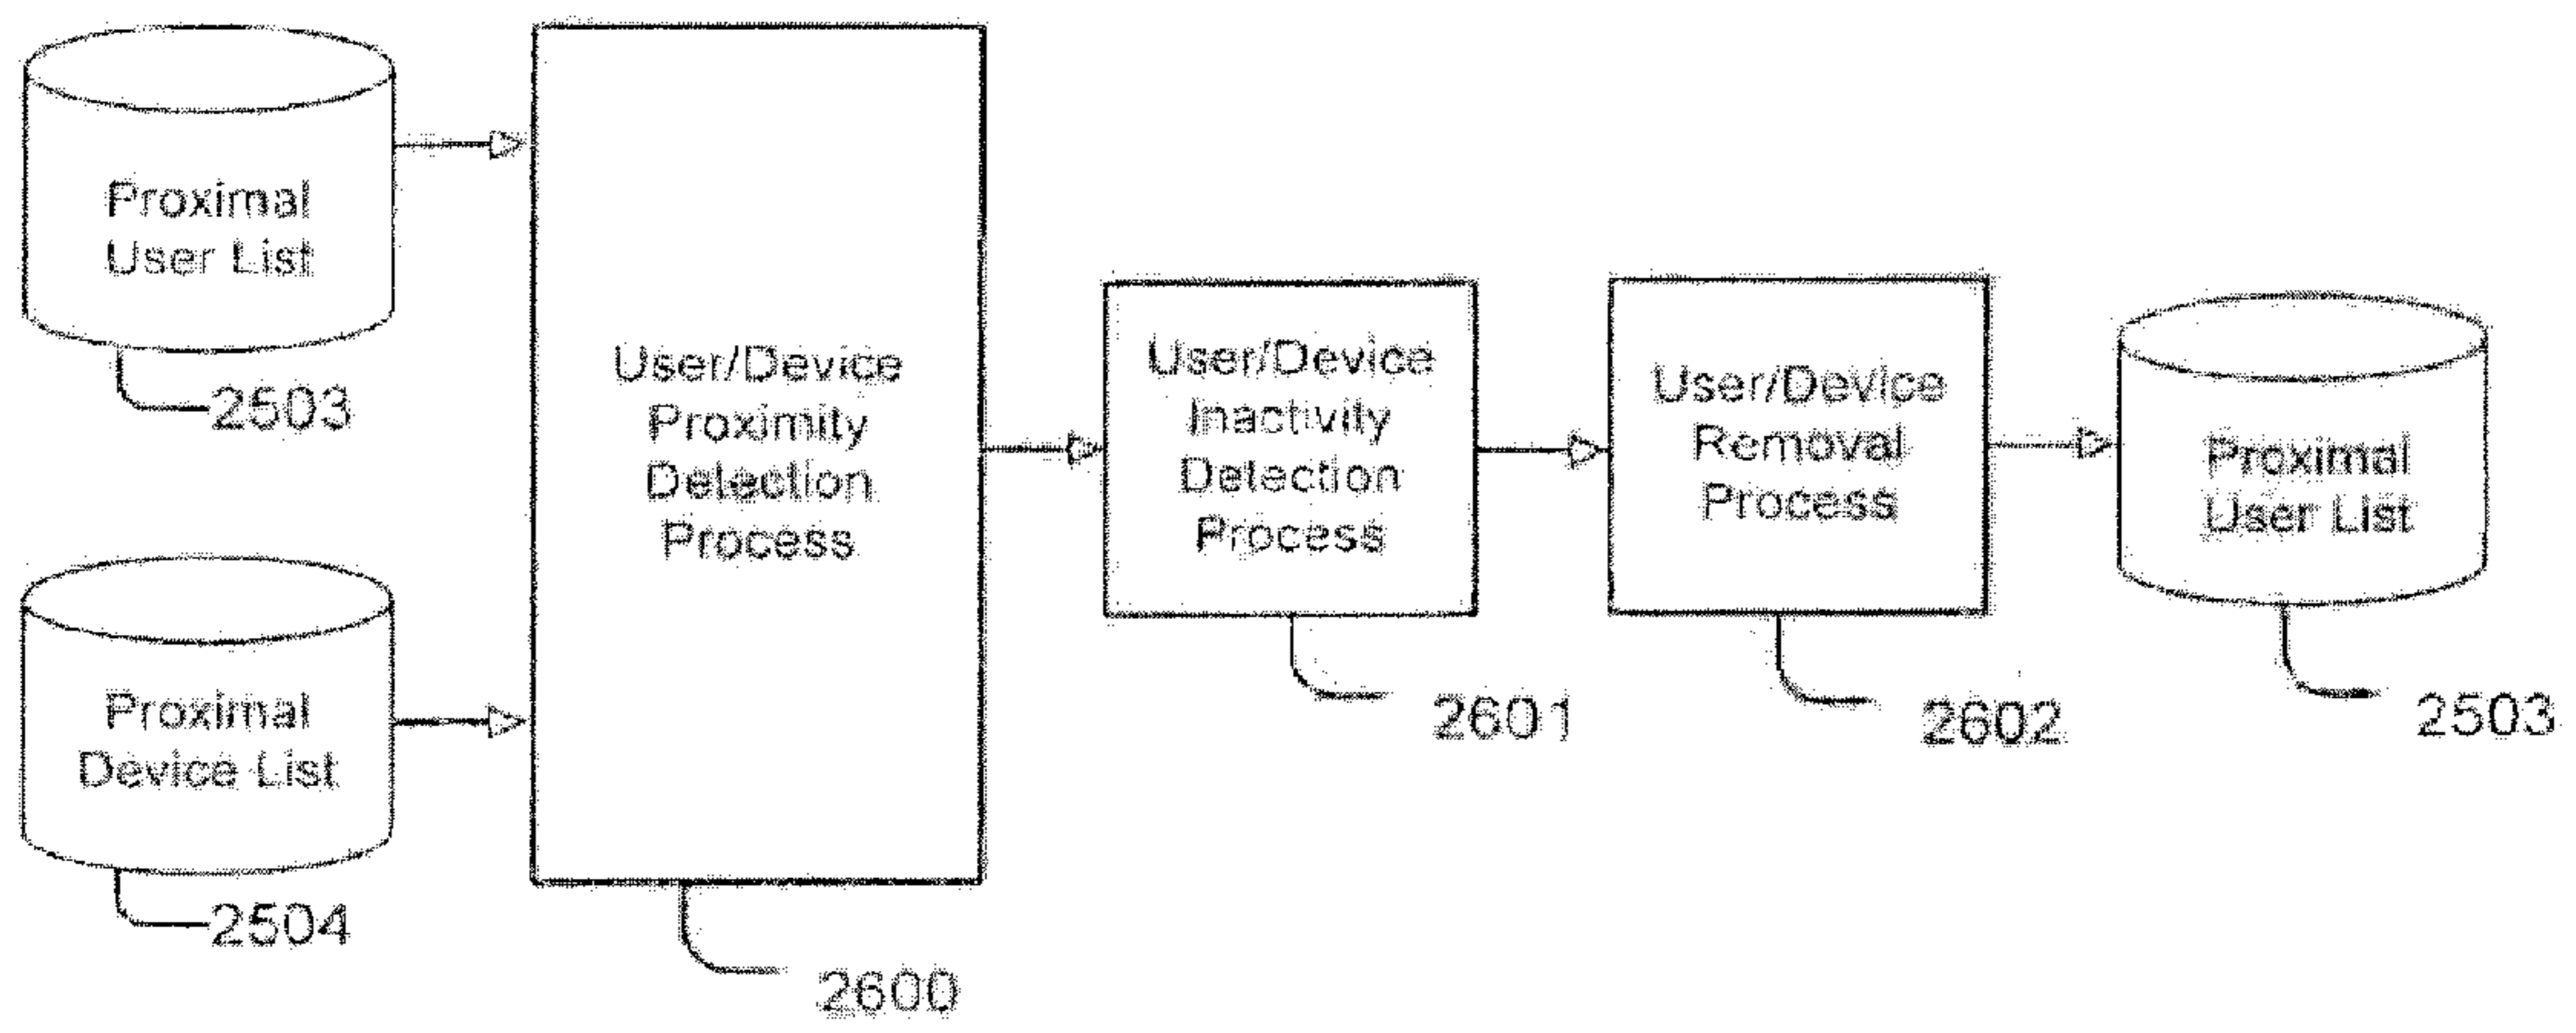 Proximal
User List
2503
Proximal
Device List
2504
User/Device
Proximity
Detection
Process
2600
User/Device
Inactivity
Detection
Process
2601
User/Device
Removal
Process
2602
Proximal
User List
2503